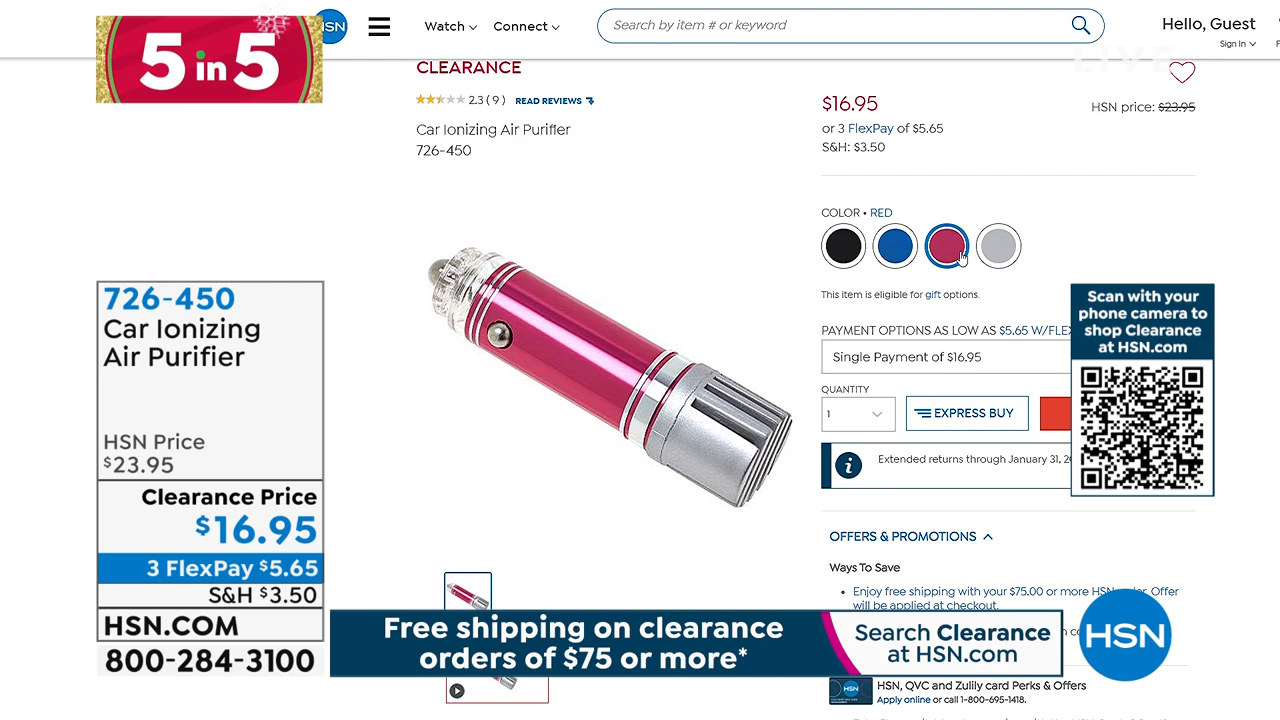 5 in 5
HSN
Watch
Connect
Search by item # or keyword
Hello, Guest
Sign In
LIVE
CLEARANCE
2.3 ( 9 )
READ REVIEWS
Car Ionizing Air Purifier
726-450
$16.95
HSN price: $23.95
or 3 FlexPay of $5.65
S&H: $3.50
COLOR • RED
This item is eligible for gift options.
PAYMENT OPTIONS AS LOW AS $5.65 W/FLEX
Single Payment of $16.95
QUANTITY
1
EXPRESS BUY
Extended returns through January 31,
OFFERS & PROMOTIONS
Ways To Save
• Enjoy free shipping with your $75.00 or more HSN order. Offer
will be applied at checkout.
HSN, QVC and Zulily card Perks & Offers
Apply online or call 1-800-695-1418.
726-450
Car Ionizing
Air Purifier
HSN Price
$23.95
Clearance Price
$16.95
3 FlexPay $5.65
S&H $3.50
HSN.COM
800-284-3100
Scan with your
phone camera to
shop Clearance
at HSN.com
Free shipping on clearance
orders of $75 or more*
Search Clearance
at HSN.com
HSN